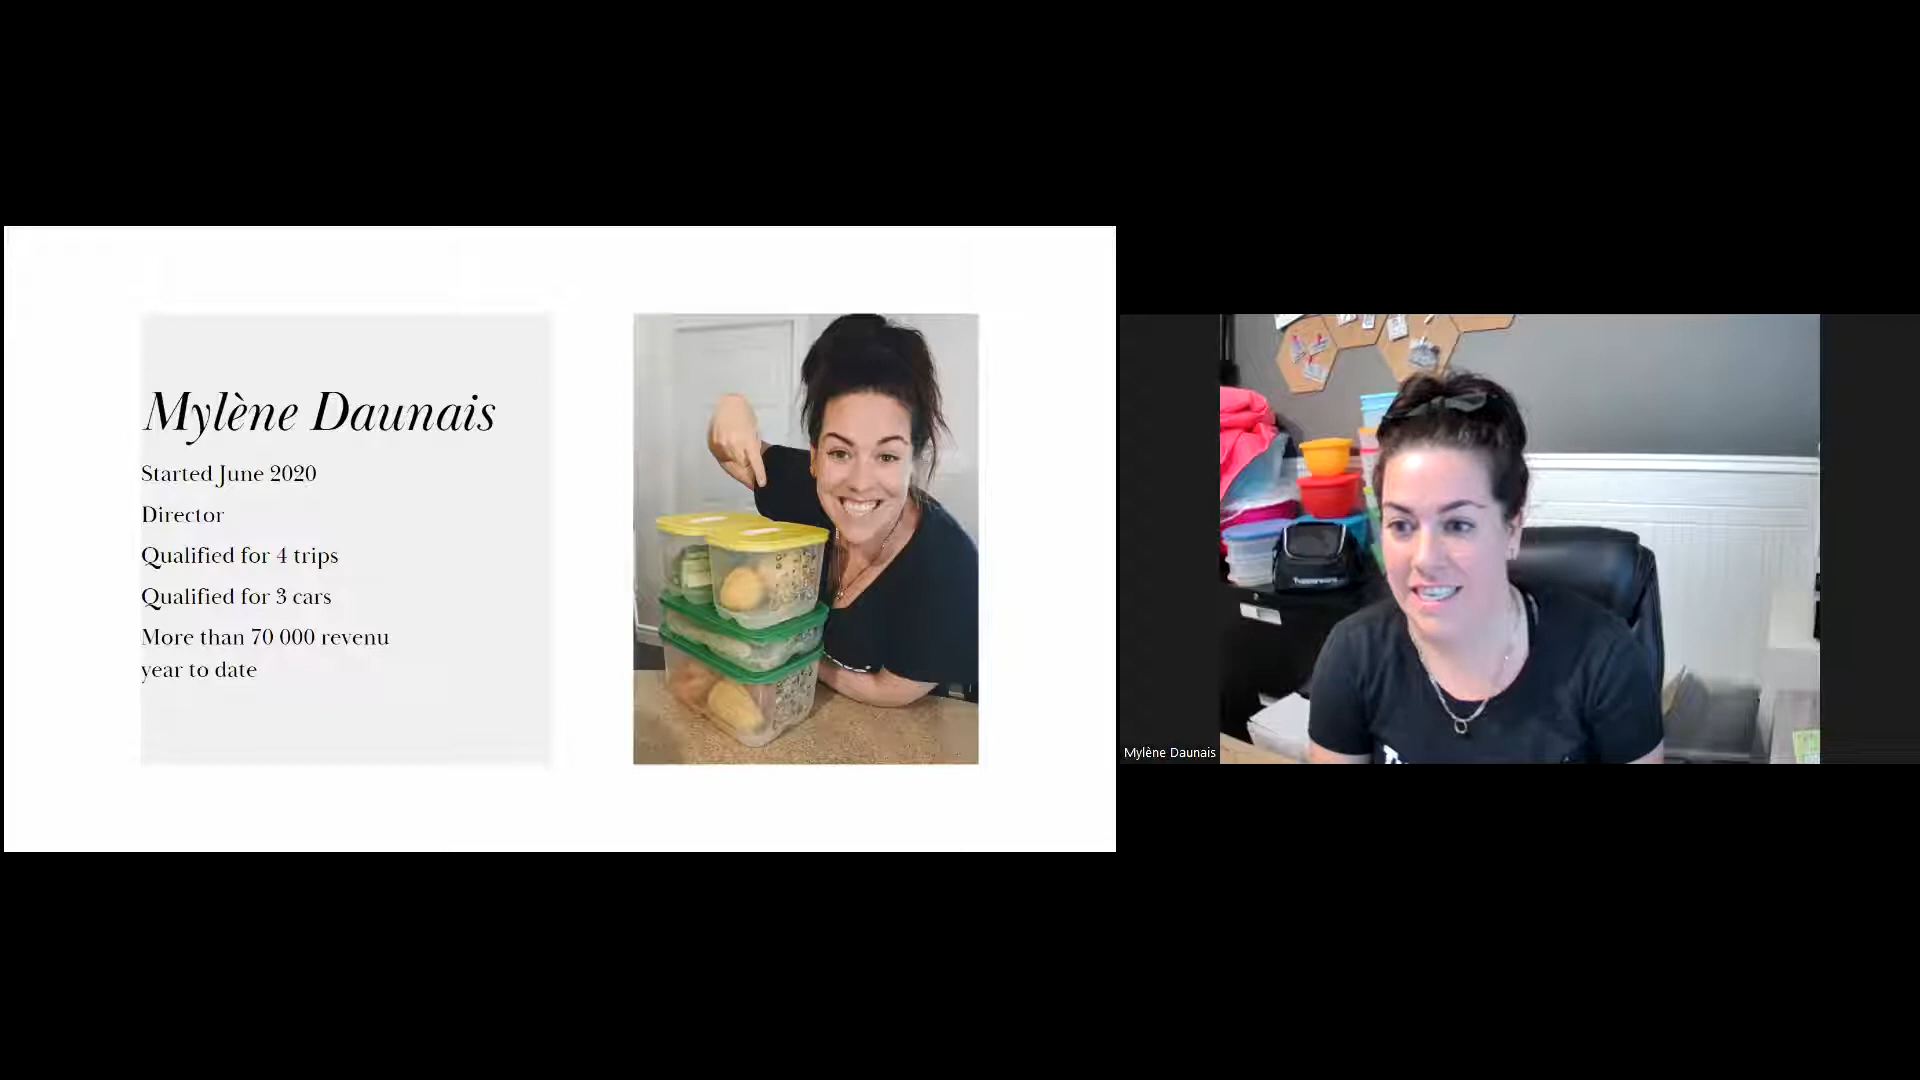 Mylène Daunais
Started June 2020
Director
Qualified for 4 trips
Qualified for 3 cars
More than 70 000 revenu
year to date
Tupperware
Mylène Daunais